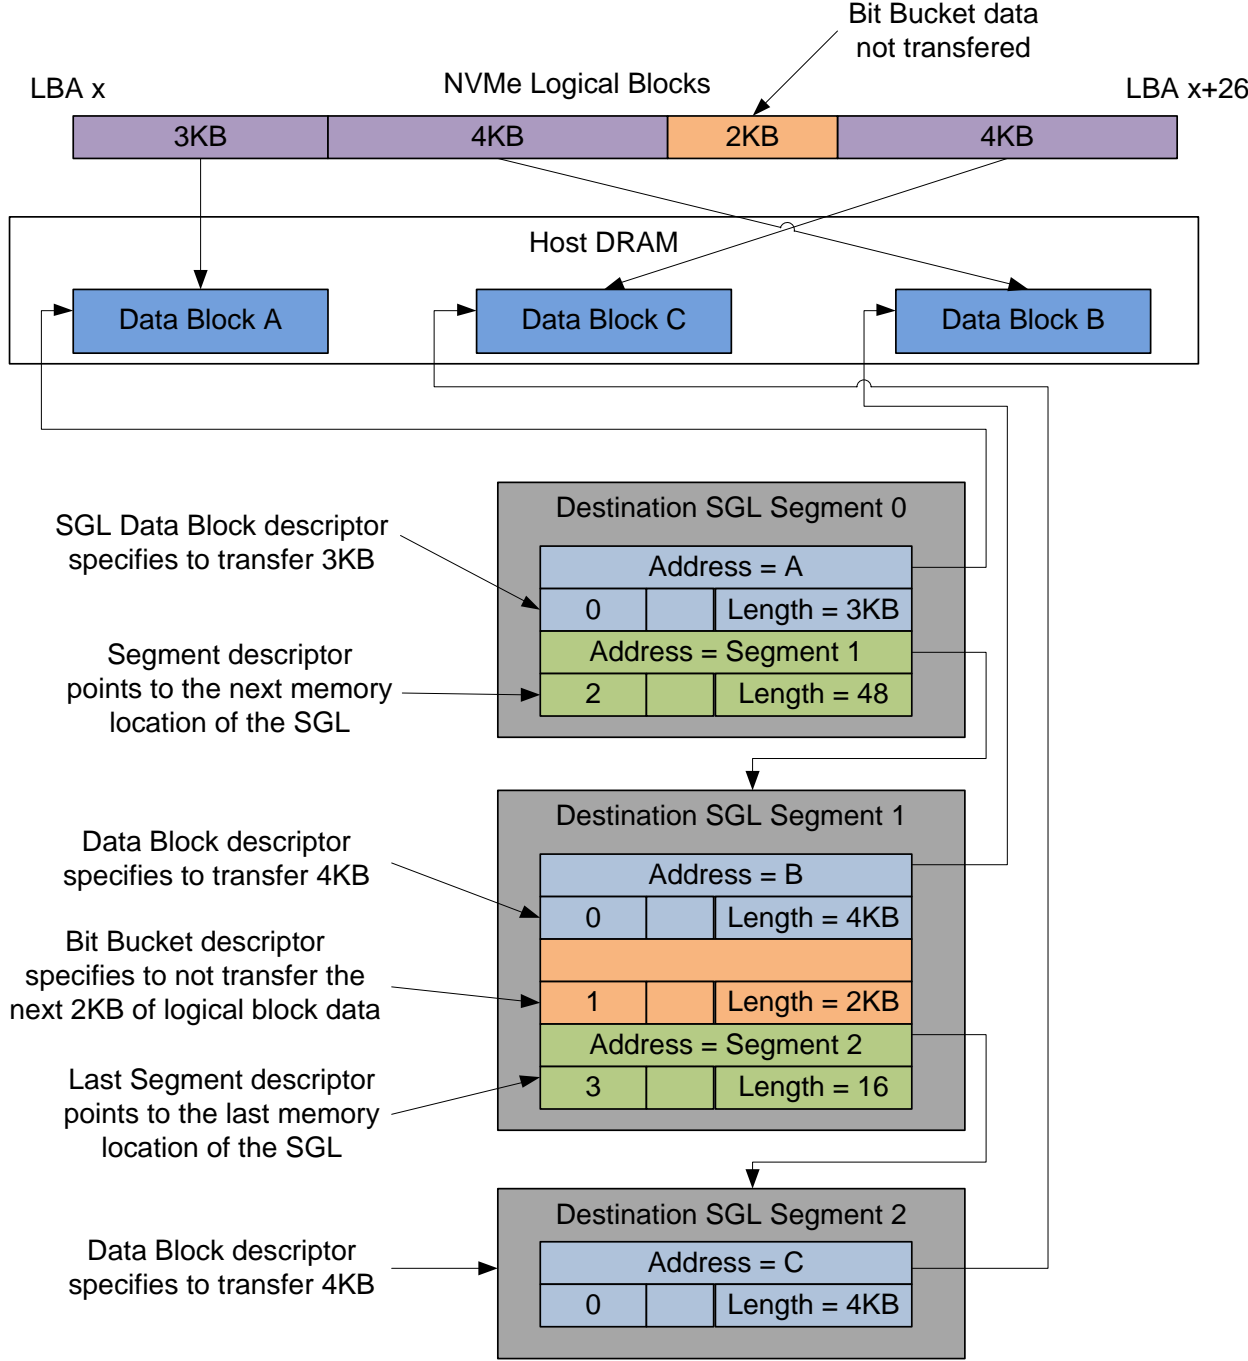 Bit Bucket data
not transfered
LBA x
NVMe Logical Blocks
LBA x+26
3KB
4KB
2KB
4KB
Host DRAM
Data Block A
Data Block C
Data Block B
Destination SGL Segment 0
SGL Data Block descriptor
specifies to transfer 3KB
Address = A
0
Length = 3KB
Segment descriptor
points to the next memory
location of the SGL
Address = Segment 1
2
Length = 48
Destination SGL Segment 1
Data Block descriptor
specifies to transfer 4KB
Address = B
0
Length = 4KB
Bit Bucket descriptor
specifies to not transfer the
next 2KB of logical block data
1
Length = 2KB
Address = Segment 2
Last Segment descriptor
points to the last memory
location of the SGL
3
Length = 16
Destination SGL Segment 2
Data Block descriptor
specifies to transfer 4KB
Address = C
0
Length = 4KB